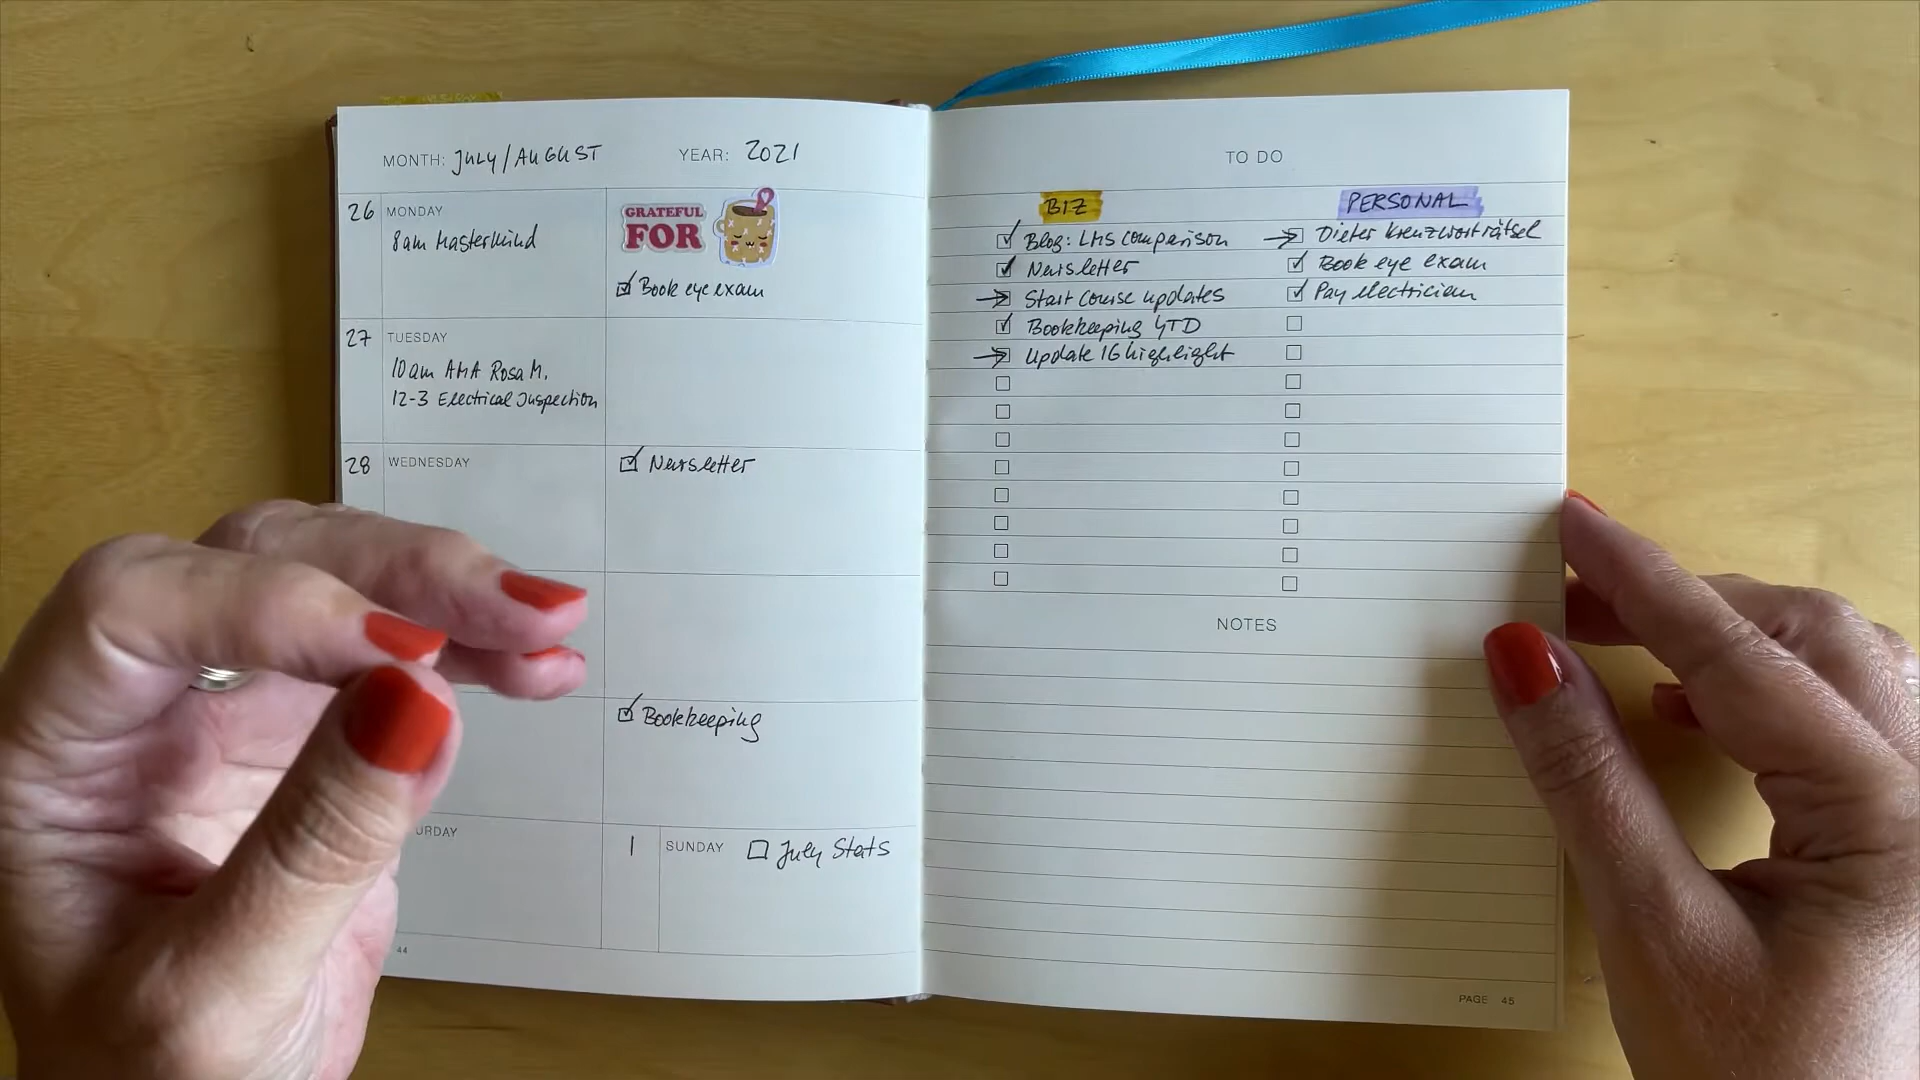 MONTH: JULY/AUGUST YEAR: 2021
26 MONDAY
8am Mastermind
GRATEFUL
FOR
Book eye exam
27 TUESDAY
10am AMA Rosa M.
12-3 Electrical Inspection
28 WEDNESDAY
Newsletter
Bookkeeping
URDAY
1 SUNDAY July Stats
44
TO DO
BIZ
Blog: LMS comparison
Newsletter
Start course updates
Bookkeeping YTD
Update IG highlight
PERSONAL
Dieter Kreuzworträtsel
Book eye exam
Pay electrician
NOTES
PAGE 45